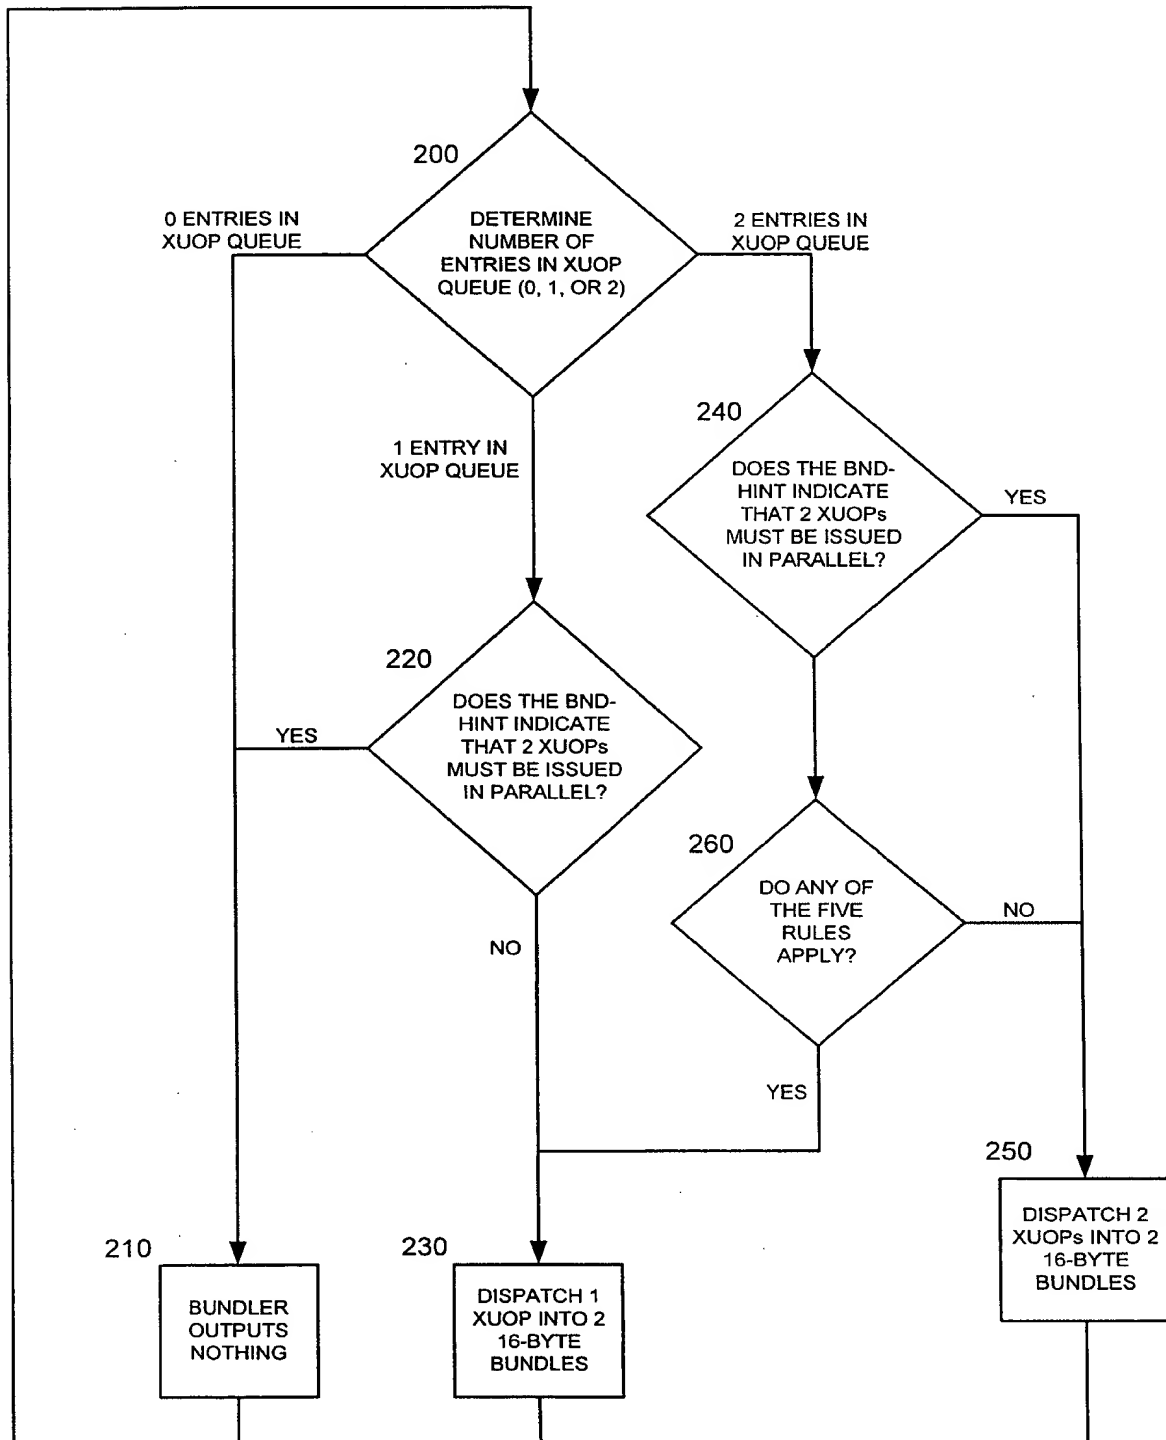 200
DETERMINE
NUMBER OF
ENTRIES IN XUOP
QUEUE (0, 1, OR 2)
0 ENTRIES IN
XUOP QUEUE
2 ENTRIES IN
XUOP QUEUE
1 ENTRY IN
XUOP QUEUE
240
DOES THE BND-
HINT INDICATE
THAT 2 XUOPs
MUST BE ISSUED
IN PARALLEL?
YES
220
DOES THE BND-
HINT INDICATE
THAT 2 XUOPs
MUST BE ISSUED
IN PARALLEL?
YES
NO
260
DO ANY OF
THE FIVE
RULES
APPLY?
NO
YES
210
BUNDLER
OUTPUTS
NOTHING
230
DISPATCH 1
XUOP INTO 2
16-BYTE
BUNDLES
250
DISPATCH 2
XUOPs INTO 2
16-BYTE
BUNDLES